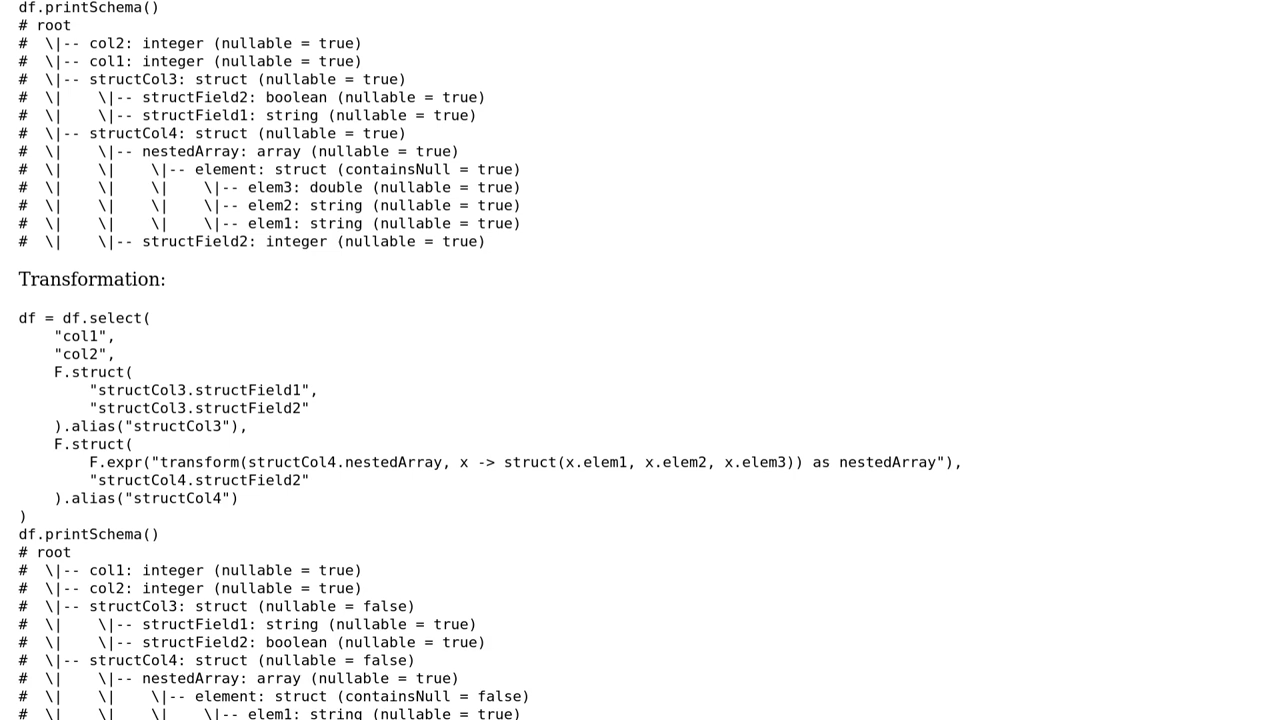 df.printSchema()
# root
#  \|-- col2: integer (nullable = true)
#  \|-- col1: integer (nullable = true)
#  \|-- structCol3: struct (nullable = true)
#  \|    \|-- structField2: boolean (nullable = true)
#  \|    \|-- structField1: string (nullable = true)
#  \|-- structCol4: struct (nullable = true)
#  \|    \|-- nestedArray: array (nullable = true)
#  \|    \|    \|-- element: struct (containsNull = true)
#  \|    \|    \|    \|-- elem3: double (nullable = true)
#  \|    \|    \|    \|-- elem2: string (nullable = true)
#  \|    \|    \|    \|-- elem1: string (nullable = true)
#  \|    \|-- structField2: integer (nullable = true)
Transformation:
df = df.select(
    "col1",
    "col2",
    F.struct(
        "structCol3.structField1",
        "structCol3.structField2"
    ).alias("structCol3"),
    F.struct(
        F.expr("transform(structCol4.nestedArray, x -> struct(x.elem1, x.elem2, x.elem3)) as nestedArray"),
        "structCol4.structField2"
    ).alias("structCol4")
)
df.printSchema()
# root
#  \|-- col1: integer (nullable = true)
#  \|-- col2: integer (nullable = true)
#  \|-- structCol3: struct (nullable = false)
#  \|    \|-- structField1: string (nullable = true)
#  \|    \|-- structField2: boolean (nullable = true)
#  \|-- structCol4: struct (nullable = false)
#  \|    \|-- nestedArray: array (nullable = true)
#  \|    \|    \|-- element: struct (containsNull = false)
#  \|    \|    \|    \|-- elem1: string (nullable = true)